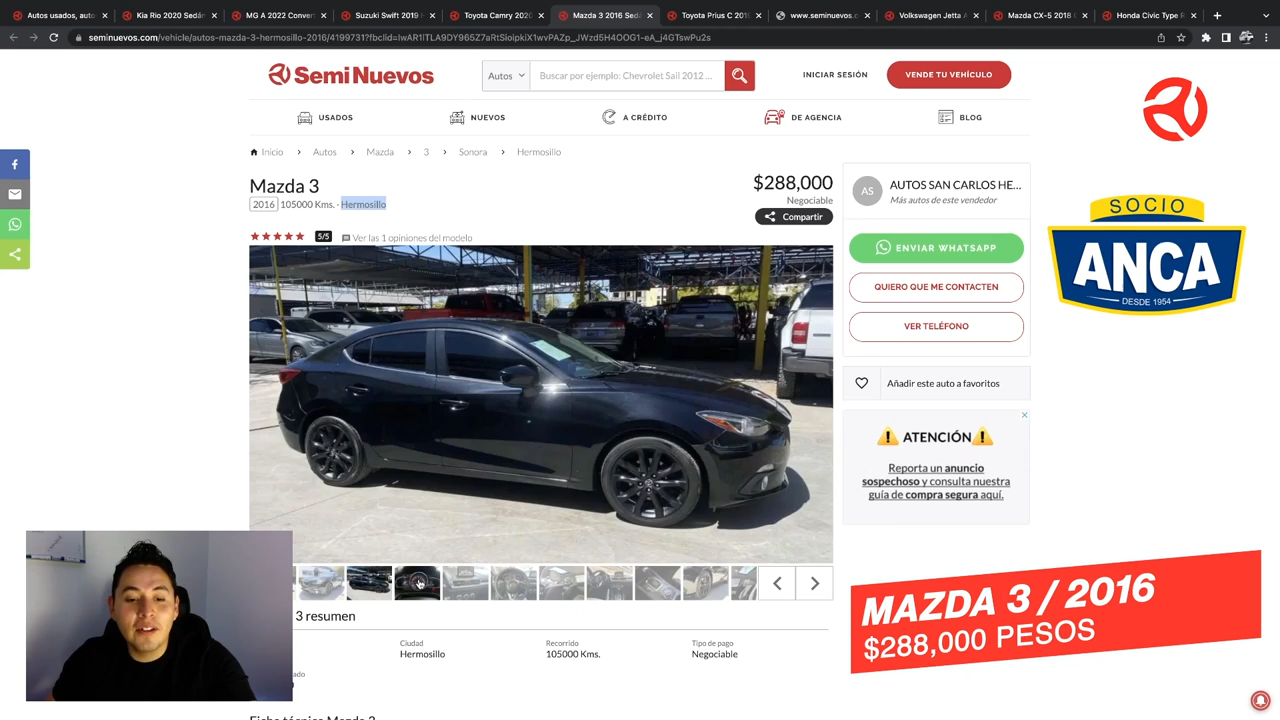 Autos usados, auto
Kia Rio 2020 Sedán
MG A 2022 Convert
Suzuki Swift 2019 H
Toyota Camry 2020
Mazda 3 2016 Seda
Toyota Prius C 2019
www.seminuevos.c
Volkswagen Jetta A
Mazda CX-5 2018 G
Honda Civic Type R
seminuevos.com/vehicle/autos-mazda-3-hermosillo-2016/4199731?fbclid=IwAR1lTLA9DY965Z7aRtSiolpkiX1wvPAZp_JWzd5H4OOG1-eA_j4GTswPu2s
Semi Nuevos
Autos
Buscar por ejemplo: Chevrolet Sail 2012 ...
INICIAR SESIÓN
VENDE TU VEHÍCULO
USADOS
NUEVOS
A CRÉDITO
DE AGENCIA
BLOG
Inicio > Autos > Mazda > 3 > Sonora > Hermosillo
Mazda 3
2016 105000 Kms. · Hermosillo
$288,000
Negociable
Compartir
5/5 Ver las 1 opiniones del modelo
AS
AUTOS SAN CARLOS HE...
Más autos de este vendedor
ENVIAR WHATSAPP
QUIERO QUE ME CONTACTEN
VER TELÉFONO
Añadir este auto a favoritos
ATENCIÓN
Reporta un anuncio
sospechoso y consulta nuestra
guía de compra segura aquí.
SOCIO
ANCA
DESDE 1954
3 resumen
Ciudad
Hermosillo
Recorrido
105000 Kms.
Tipo de pago
Negociable
MAZDA 3 / 2016
$288,000 PESOS